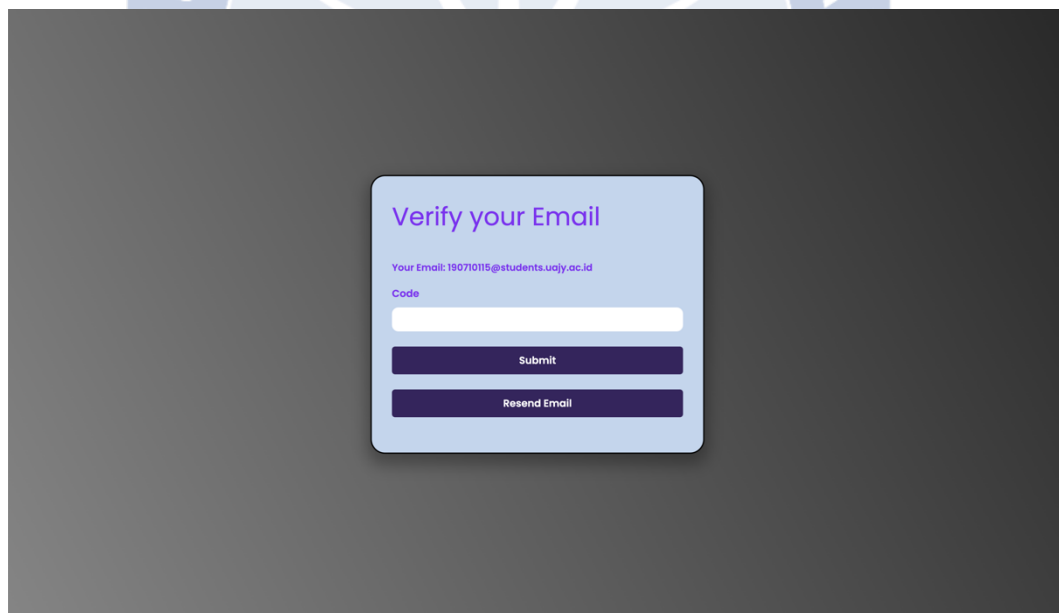 Verify your Email
Your Email: 190710115@students.uajy.ac.id
Code
Submit
Resend Email